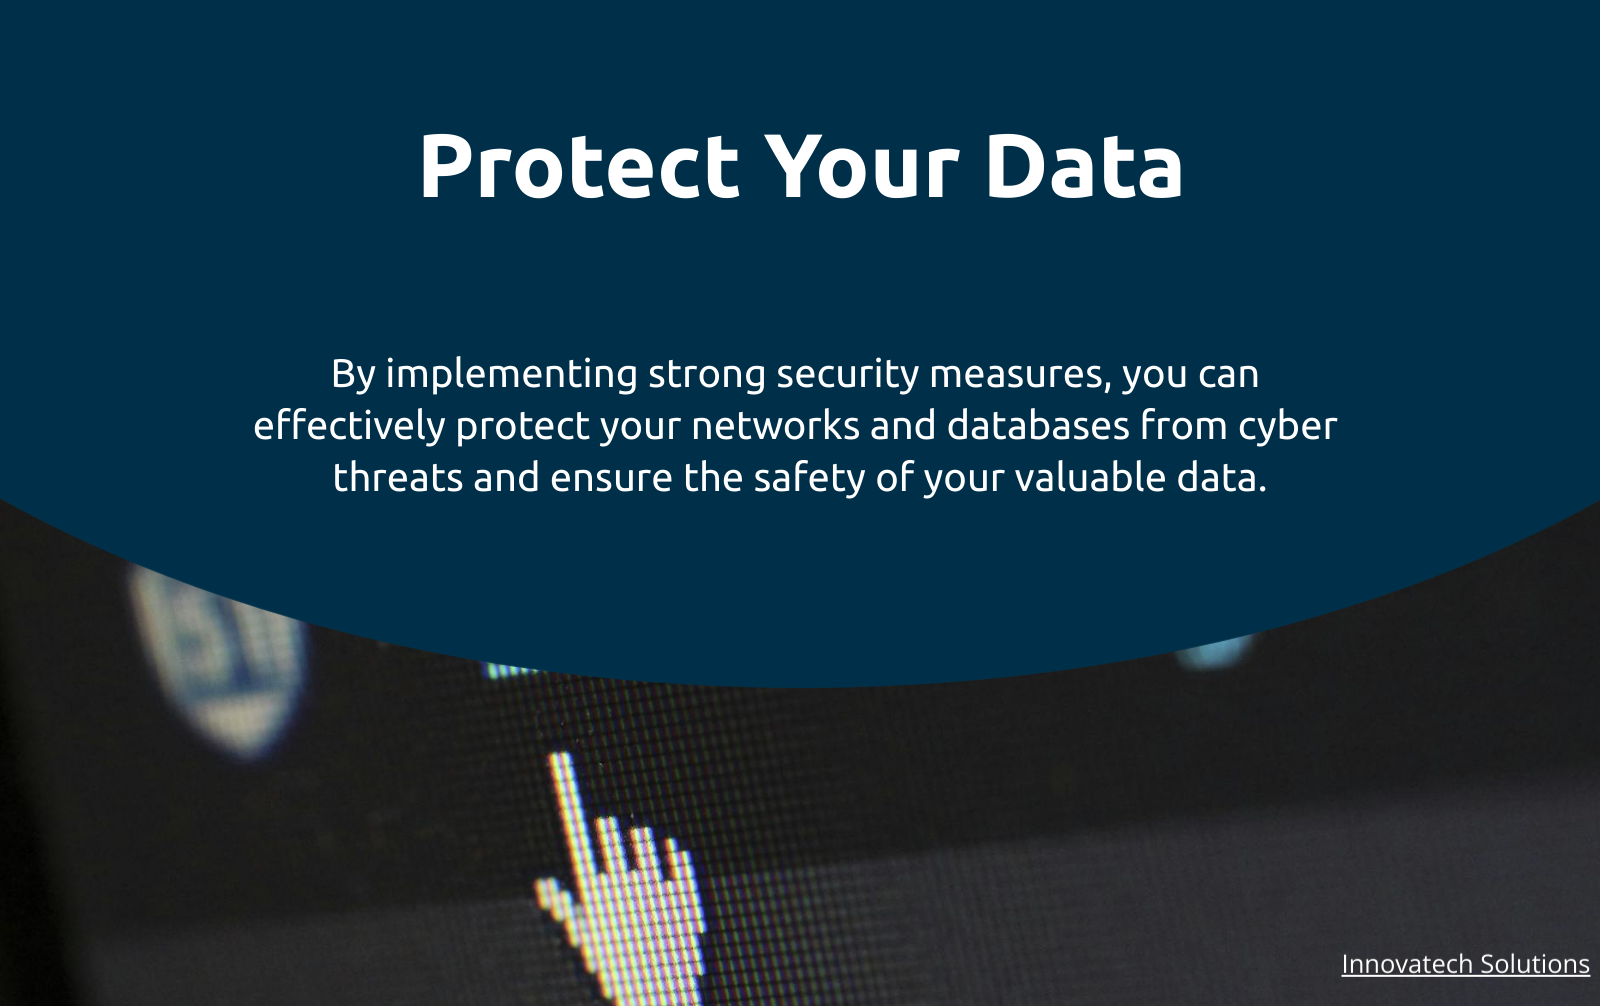 Protect Your Data
By implementing strong security measures, you can
effectively protect your networks and databases from cyber
threats and ensure the safety of your valuable data.
Innovatech Solutions